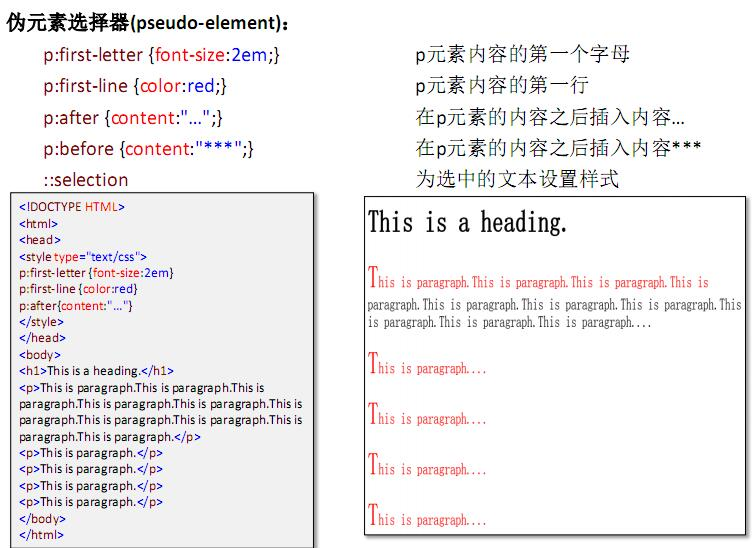 伪元素选择器(pseudo-element)：
p:first-letter {font-size:2em;} p元素内容的第一个字母
p:first-line {color:red;} p元素内容的第一行
p:after {content:"...";} 在p元素的内容之后插入内容...
p:before {content:"***";} 在p元素的内容之后插入内容***
::selection 为选中的文本设置样式
<!DOCTYPE HTML>
<html>
<head>
<style type="text/css">
p:first-letter {font-size:2em}
p:first-line {color:red}
p:after{content:"..."}
</style>
</head>
<body>
<h1>This is a heading.</h1>
<p>This is paragraph.This is paragraph.This is
paragraph.This is paragraph.This is paragraph.This is
paragraph.This is paragraph.This is paragraph.This is
paragraph.This is paragraph.</p>
<p>This is paragraph.</p>
<p>This is paragraph.</p>
<p>This is paragraph.</p>
<p>This is paragraph.</p>
</body>
</html>
This is a heading.
This is paragraph.This is paragraph.This is paragraph.This is
paragraph.This is paragraph.This is paragraph.This is paragraph.This
is paragraph.This is paragraph.This is paragraph....
This is paragraph....
This is paragraph....
This is paragraph....
This is paragraph....